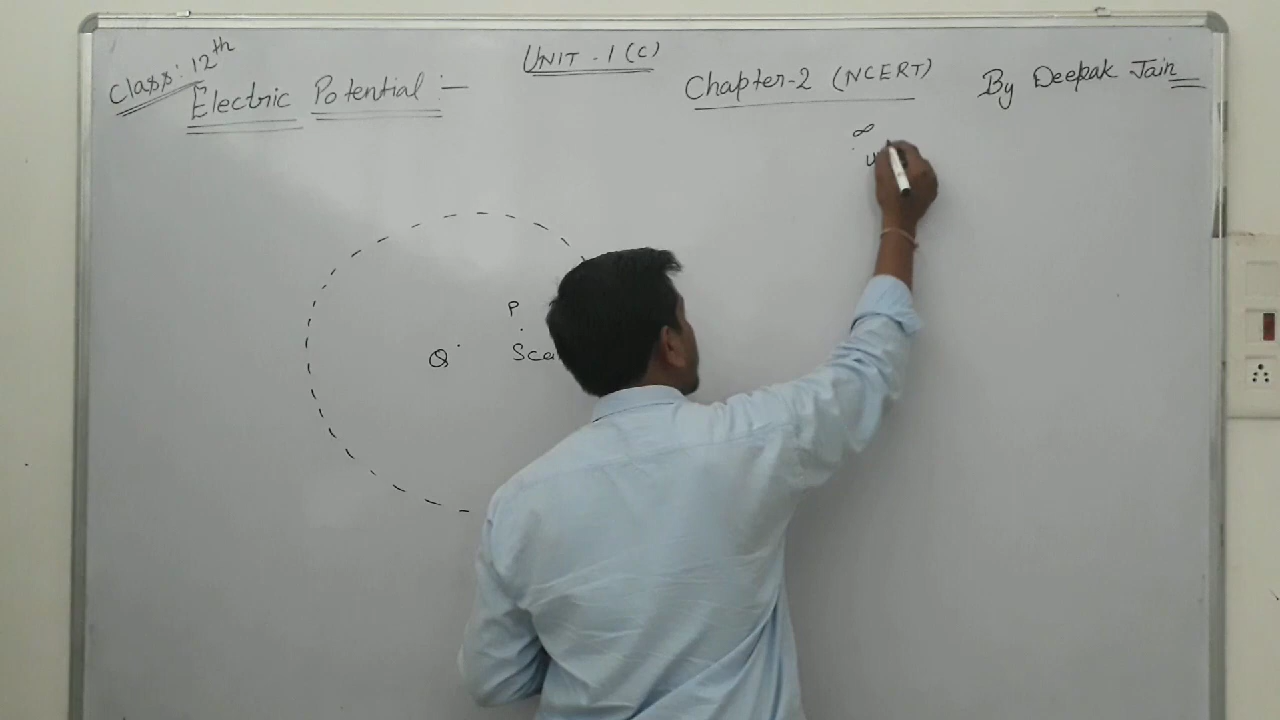 Class: 12th
UNIT - 1 (C)
Electric Potential :-
Chapter-2 (NCERT)
By Deepak Jain
∞
P
Q